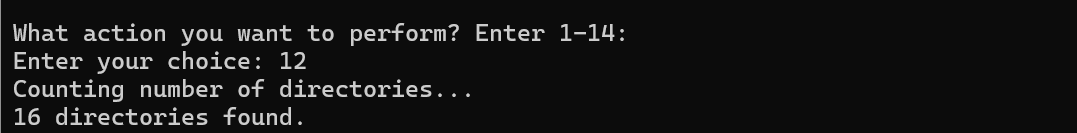 What action you want to perform? Enter 1-14:
Enter your choice: 12
Counting number of directories...
16 directories found.